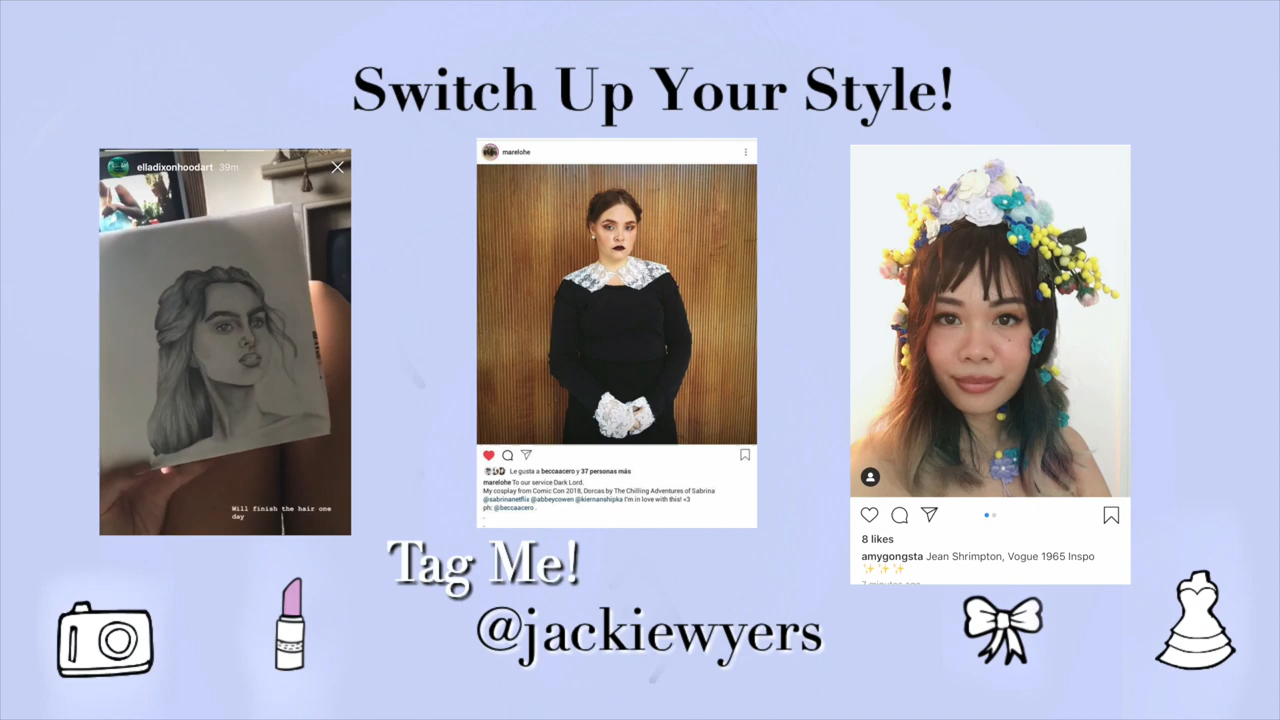 Switch Up Your Style!
elladixonhoodart 39m
Will finish the hair one
day
marelohe
Le gusta a beccaacero y 37 personas más
marelohe To our service Dark Lord.
My cosplay from Comic Con 2018, Dorcas by The Chilling Adventures of Sabrina
@sabrinanetflix @abbeycowen @kiernanshipka I'm in love with this! <3
ph: @beccaacero .
.
8 likes
amygongsta Jean Shrimpton, Vogue 1965 Inspo
✨✨✨
7 minutes ago
Tag Me!
@jackiewyers